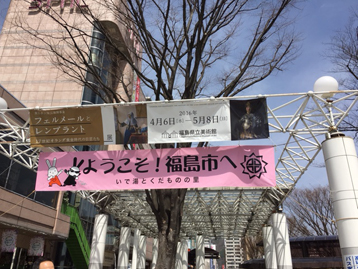 フェルメールと
レンブラント
2016年
4月6日(水)―5月8日(日)
福島県立美術館
ようこそ!福島市へ
いで湯とくだものの里